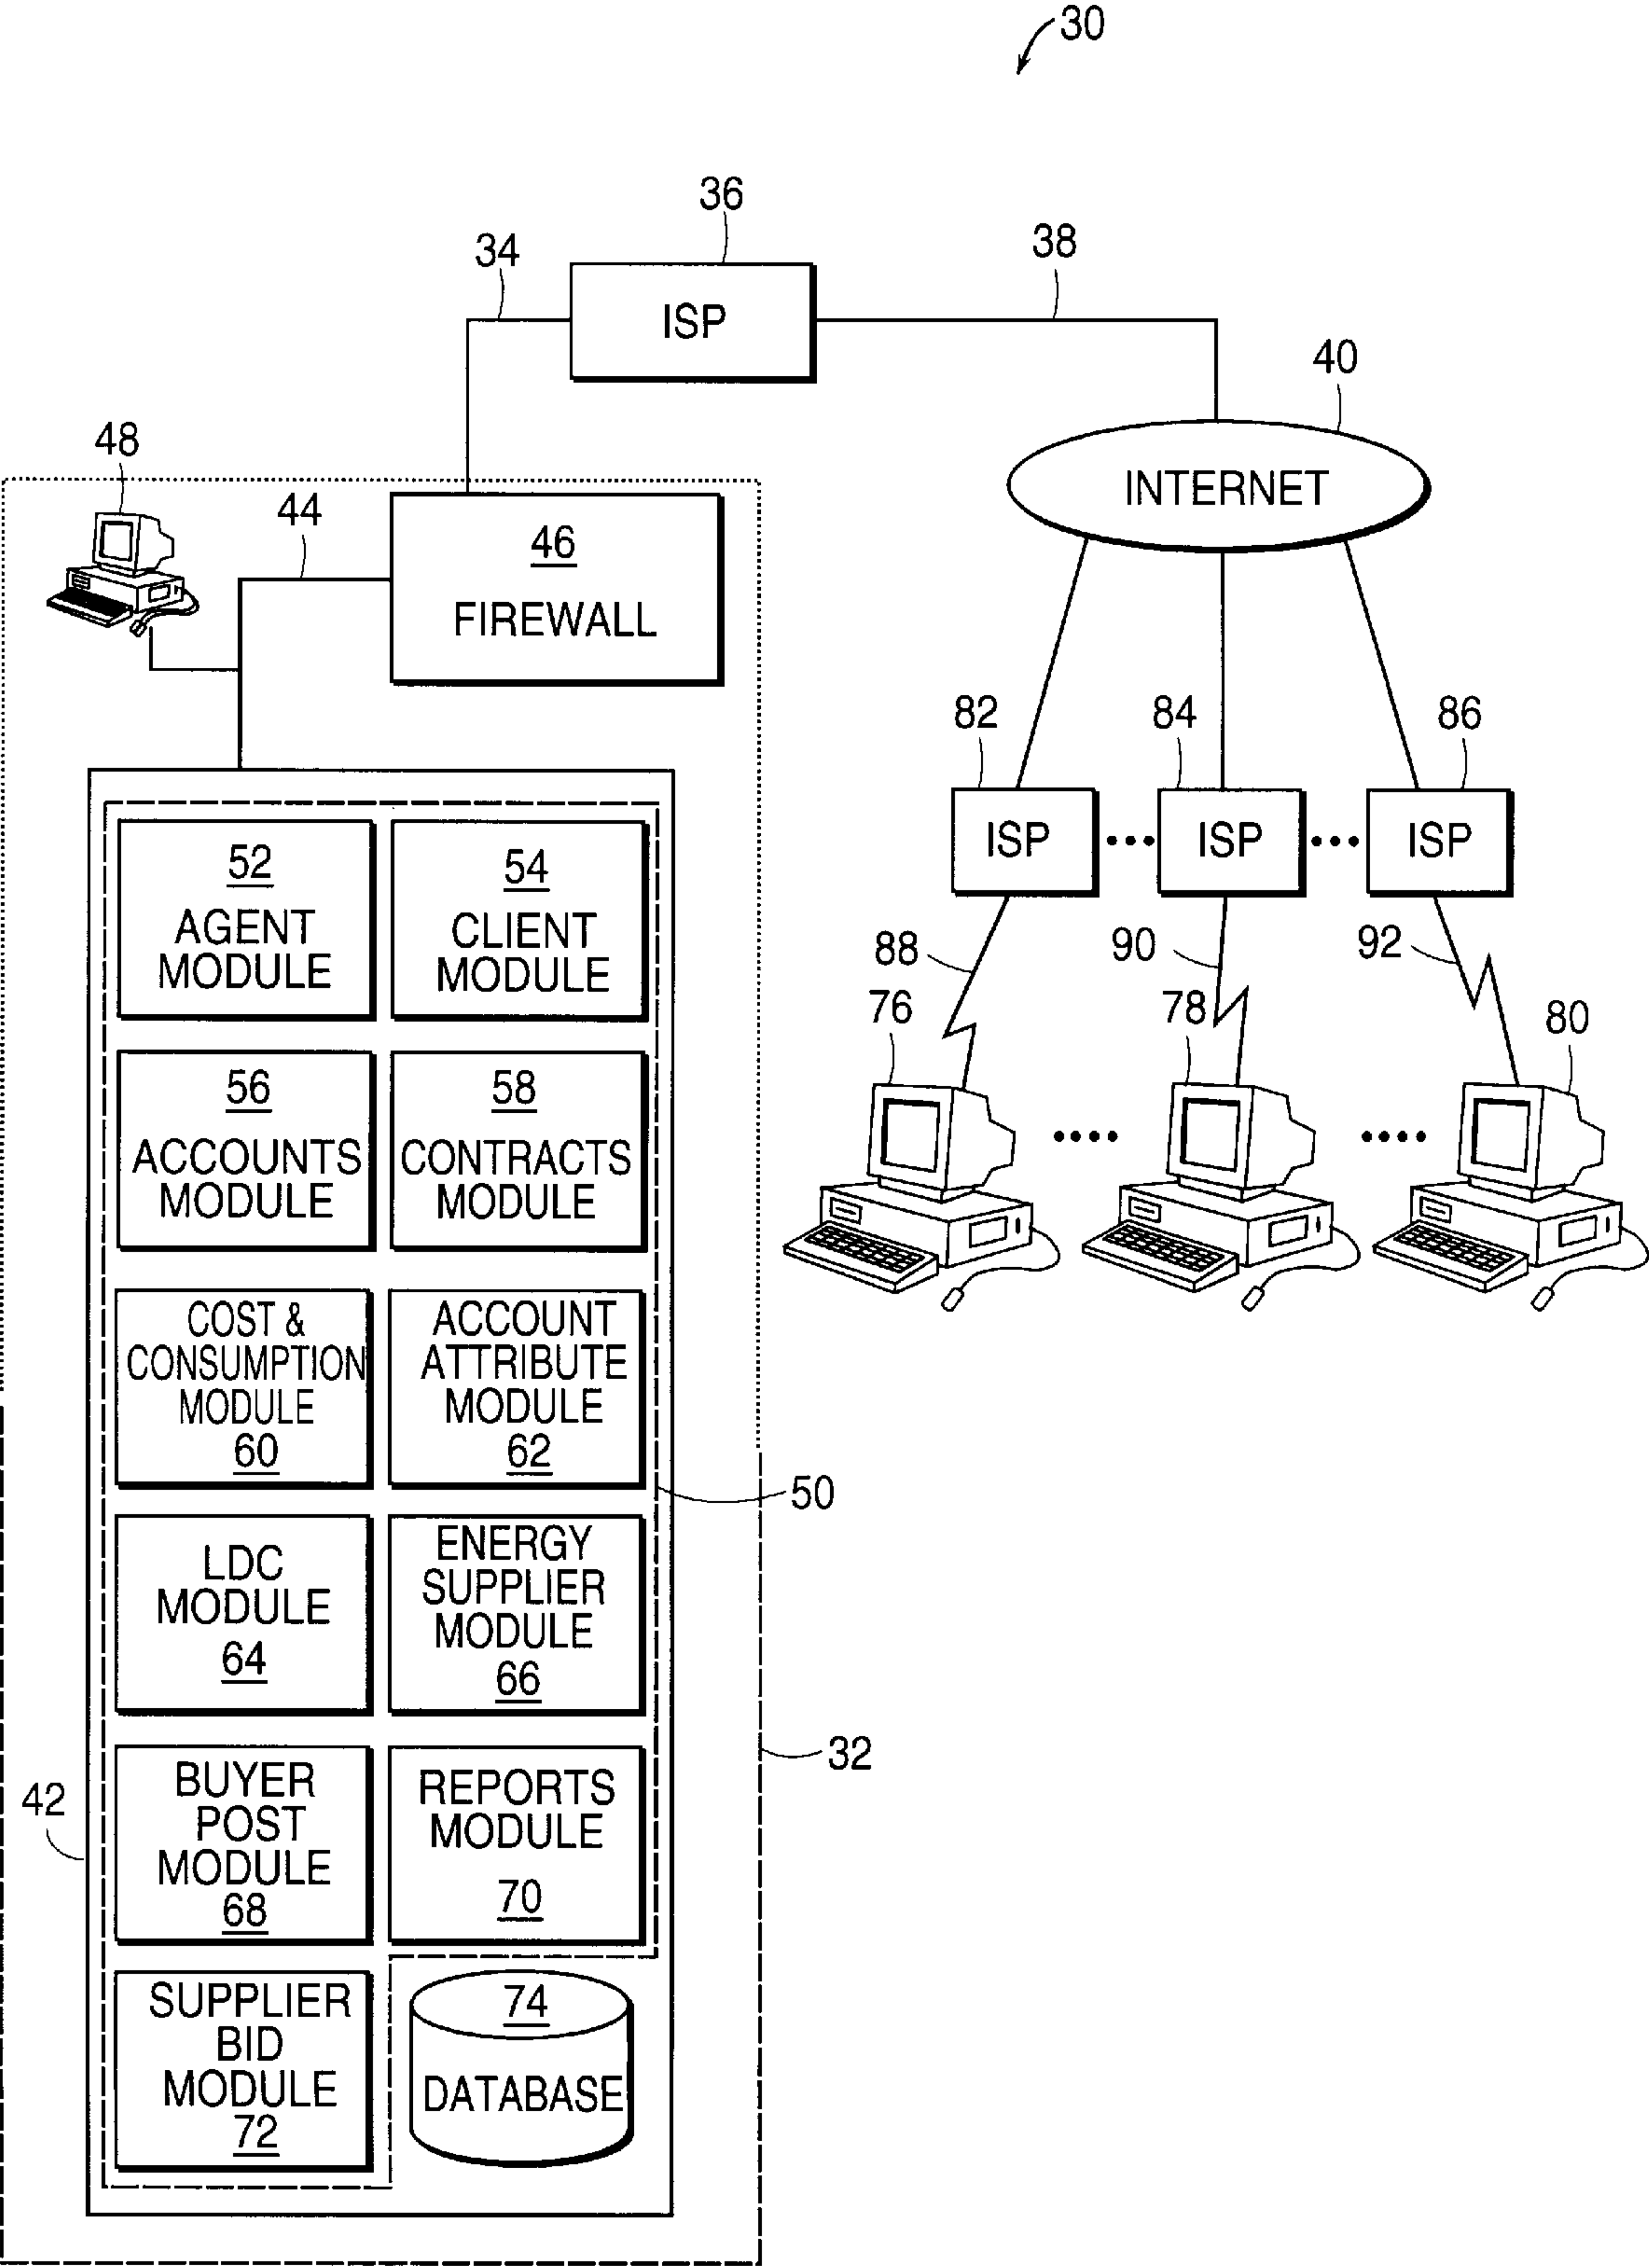 30
36
34
ISP
38
40
INTERNET
48
44
46
FIREWALL
82
84
86
ISP
ISP
ISP
88
90
92
76
78
80
52
AGENT
MODULE
54
CLIENT
MODULE
56
ACCOUNTS
MODULE
58
CONTRACTS
MODULE
COST &
CONSUMPTION
MODULE
60
ACCOUNT
ATTRIBUTE
MODULE
62
50
LDC
MODULE
64
ENERGY
SUPPLIER
MODULE
66
32
42
BUYER
POST
MODULE
68
REPORTS
MODULE
70
SUPPLIER
BID
MODULE
72
74
DATABASE